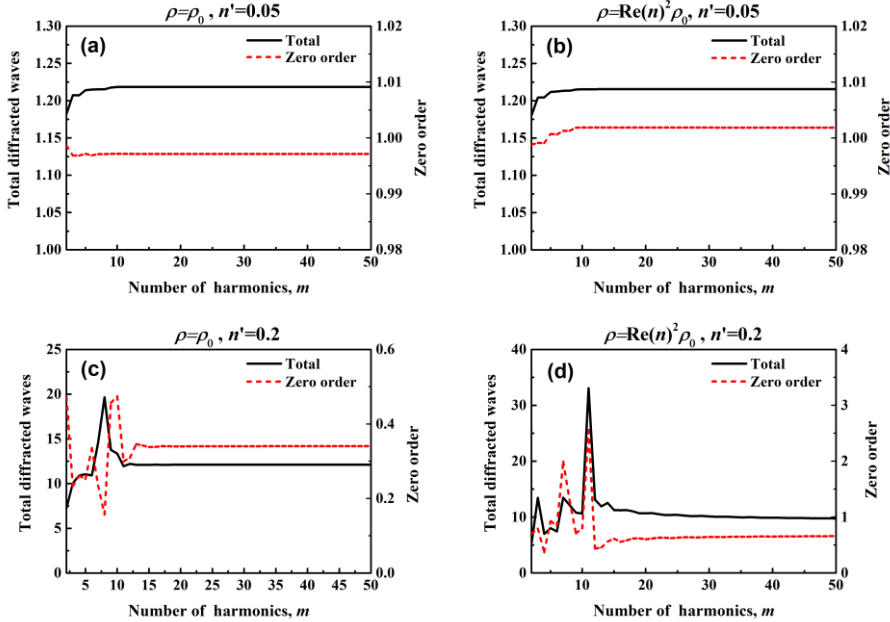 ρ=ρ0 , n'=0.05
(a)
Total
Zero order
1.30
1.25
1.20
1.15
1.10
1.05
1.00
1.02
1.01
1.00
0.99
0.98
10
20
30
40
50
Total diffracted waves
Zero order
Number of harmonics, m
ρ=Re(n)²ρ0 , n'=0.05
(b)
Total
Zero order
1.30
1.25
1.20
1.15
1.10
1.05
1.00
1.02
1.01
1.00
0.99
0.98
10
20
30
40
50
Total diffracted waves
Zero order
Number of harmonics, m
ρ=ρ0 , n'=0.2
(c)
Total
Zero order
25
20
15
10
5
0
0.6
0.4
0.2
0.0
5
10
15
20
25
30
35
40
45
50
Total diffracted waves
Zero order
Number of harmonics, m
ρ=Re(n)²ρ0 , n'=0.2
(d)
Total
Zero order
40
30
20
10
0
4
3
2
1
0
10
20
30
40
50
Total diffracted waves
Zero order
Number of harmonics, m